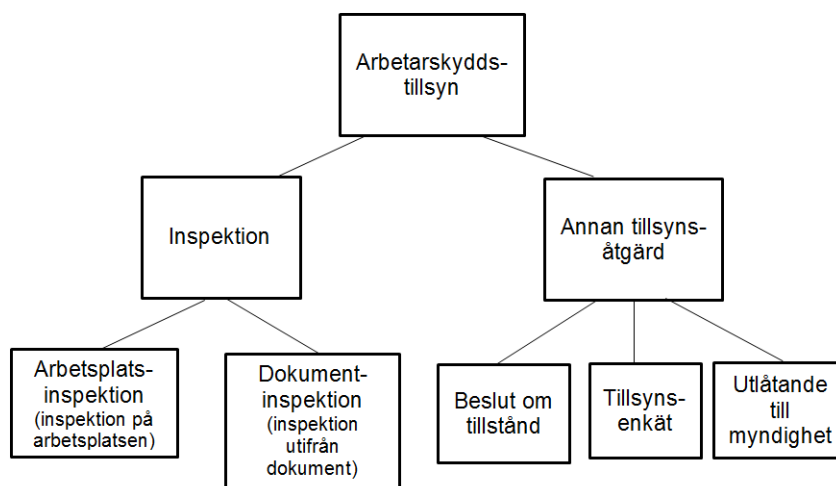 Arbetarskydds-
tillsyn
Inspektion
Annan tillsyns-
åtgärd
Arbetsplats-
inspektion
(inspektion på
arbetsplatsen)
Dokument-
inspektion
(inspektion
utifrån
dokument)
Beslut om
tillstånd
Tillsyns-
enkät
Utlåtande
till
myndighet